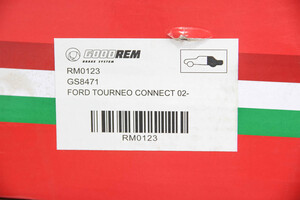 GOODREM
BRAKE SYSTEM
RM0123
GS8471
FORD TOURNEO CONNECT 02-
RM0123